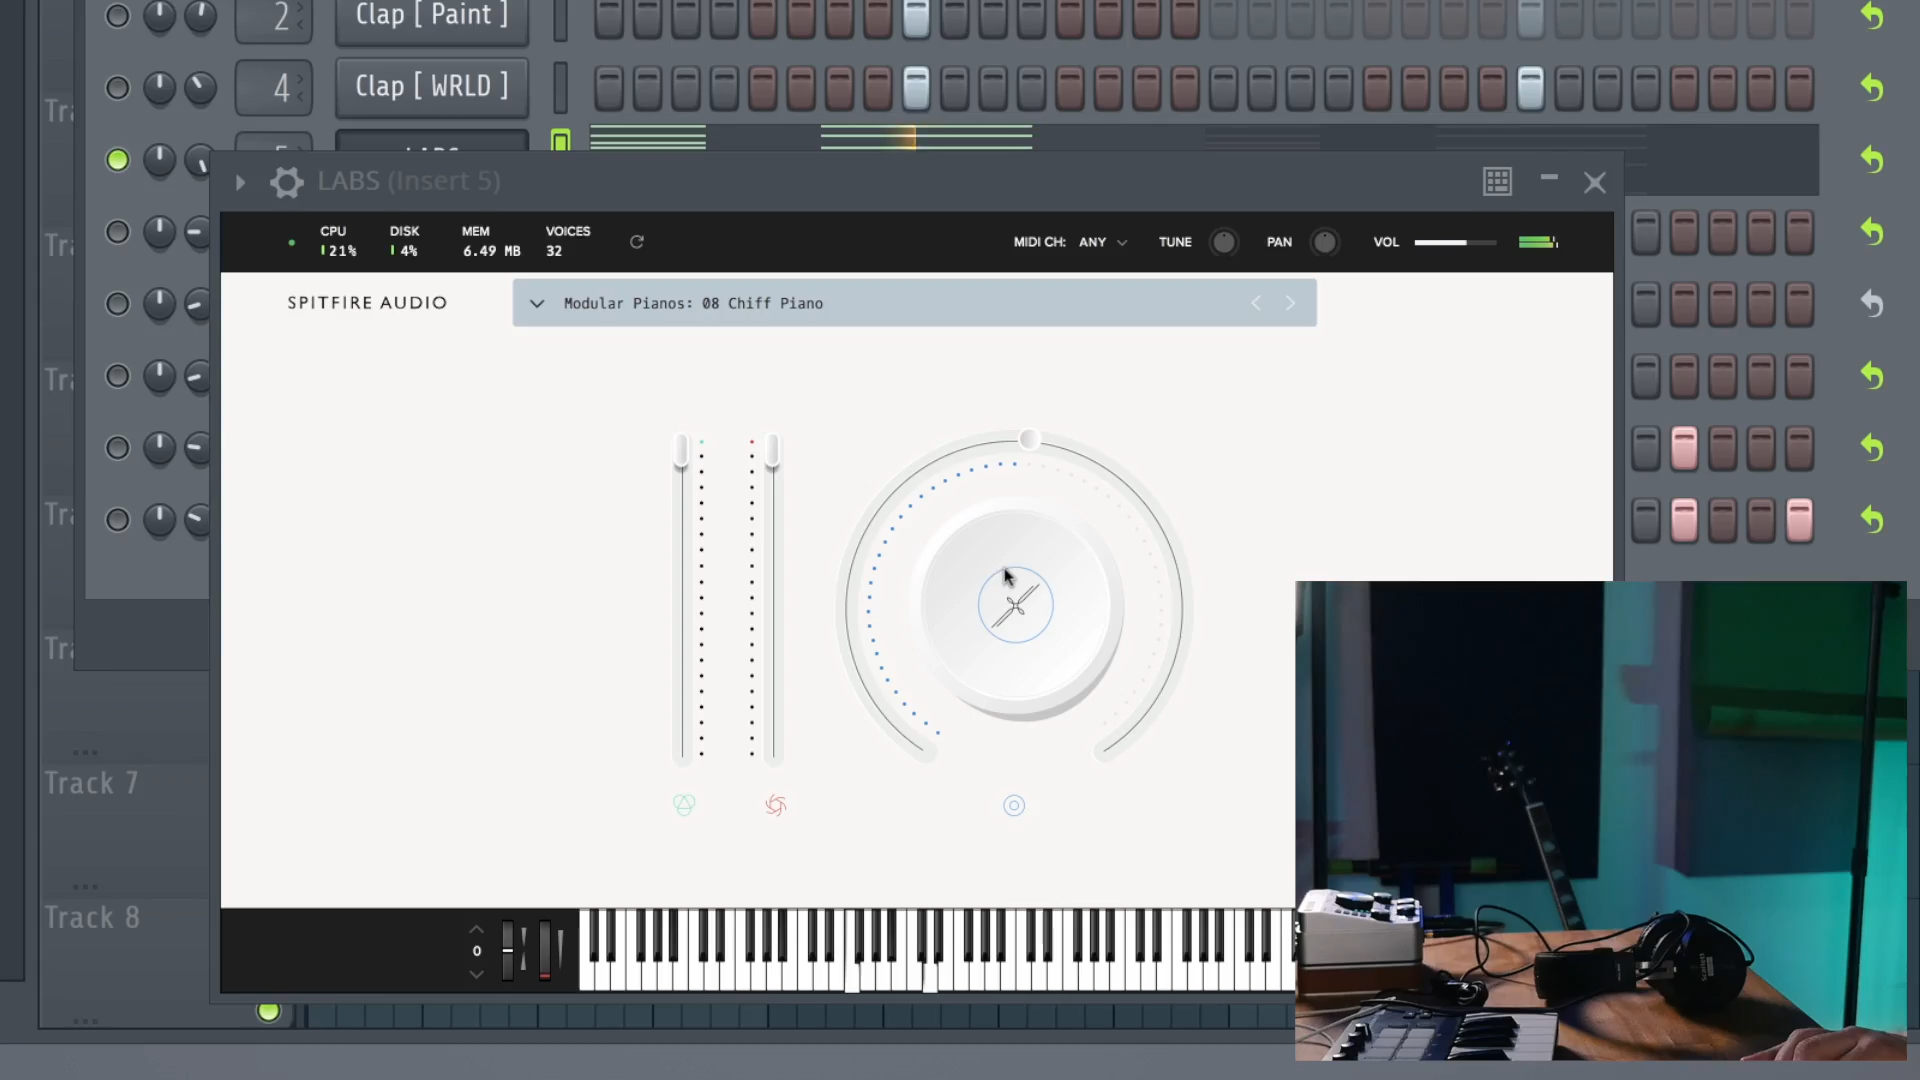 2
Clap [ Paint ]
4
Clap [ WRLD ]
LABS (Insert 5)
CPU
21%
DISK
4%
MEM
6.49 MB
VOICES
32
MIDI CH: ANY
TUNE
PAN
VOL
SPITFIRE AUDIO
Modular Pianos: 08 Chiff Piano
0
...
Track 7
...
Track 8
...